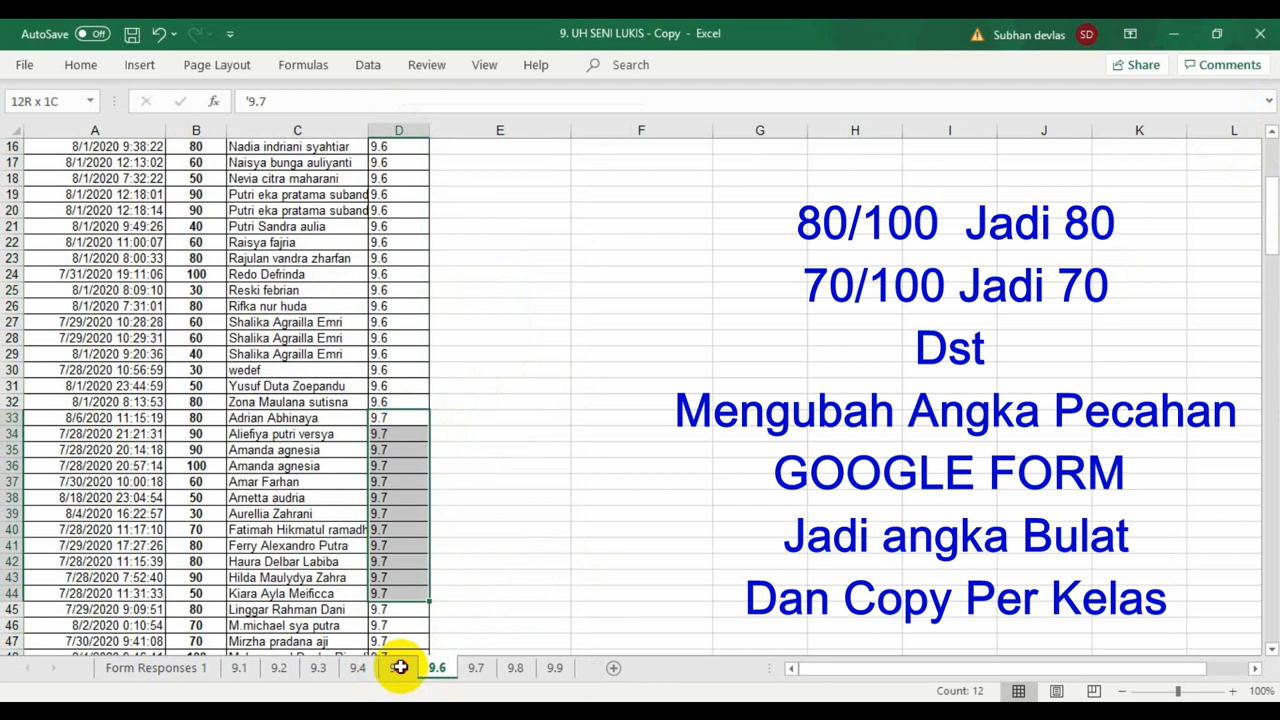 AutoSave Off 9. UH SENI LUKIS - Copy - Excel Subhan devlas SD
File Home Insert Page Layout Formulas Data Review View Help Search Share Comments
12R x 1C fx '9.7
A B C D E F G H I J K L
16 8/1/2020 9:38:22 80 Nadia indriani syahtiar 9.6
17 8/1/2020 12:13:02 60 Naisya bunga auliyanti 9.6
18 8/1/2020 7:32:22 50 Nevia citra maharani 9.6
19 8/1/2020 12:18:01 90 Putri eka pratama suband 9.6
20 8/1/2020 12:18:14 90 Putri eka pratama suband 9.6
21 8/1/2020 9:49:26 40 Putri Sandra aulia 9.6
22 8/1/2020 11:00:07 60 Raisya fajria 9.6
23 8/1/2020 8:00:33 80 Rajulan vandra zharfan 9.6
24 7/31/2020 19:11:06 100 Redo Defrinda 9.6
25 8/1/2020 8:09:10 30 Reski febrian 9.6
26 8/1/2020 7:31:01 80 Rifka nur huda 9.6
27 7/29/2020 10:28:28 60 Shalika Agrailla Emri 9.6
28 7/29/2020 10:29:31 60 Shalika Agrailla Emri 9.6
29 8/1/2020 9:20:36 40 Shalika Agrailla Emri 9.6
30 7/28/2020 10:56:59 30 wedef 9.6
31 8/1/2020 23:44:59 50 Yusuf Duta Zoepandu 9.6
32 8/1/2020 8:13:53 80 Zona Maulana sutisna 9.6
33 8/6/2020 11:15:19 80 Adrian Abhinaya 9.7
34 7/28/2020 21:21:31 90 Aliefiya putri versya 9.7
35 7/28/2020 20:14:18 90 Amanda agnesia 9.7
36 7/28/2020 20:57:14 100 Amanda agnesia 9.7
37 7/30/2020 10:00:18 60 Amar Farhan 9.7
38 8/18/2020 23:04:54 50 Arnetta audria 9.7
39 8/4/2020 16:22:57 30 Aurellia Zahrani 9.7
40 7/28/2020 11:17:10 70 Fatimah Hikmatul ramadh 9.7
41 7/29/2020 17:27:26 80 Ferry Alexandro Putra 9.7
42 7/28/2020 11:15:39 80 Haura Delbar Labiba 9.7
43 7/28/2020 7:52:40 90 Hilda Maulydya Zahra 9.7
44 7/28/2020 11:31:33 50 Kiara Ayla Meificca 9.7
45 7/29/2020 9:09:51 80 Linggar Rahman Dani 9.7
46 8/2/2020 0:10:54 70 M.michael sya putra 9.7
47 7/30/2020 9:41:08 70 Mirzha pradana aji 9.7
80/100 Jadi 80
70/100 Jadi 70
Dst
Mengubah Angka Pecahan
GOOGLE FORM
Jadi angka Bulat
Dan Copy Per Kelas
Form Responses 1 9.1 9.2 9.3 9.4 9.6 9.7 9.8 9.9
Count: 12 100%